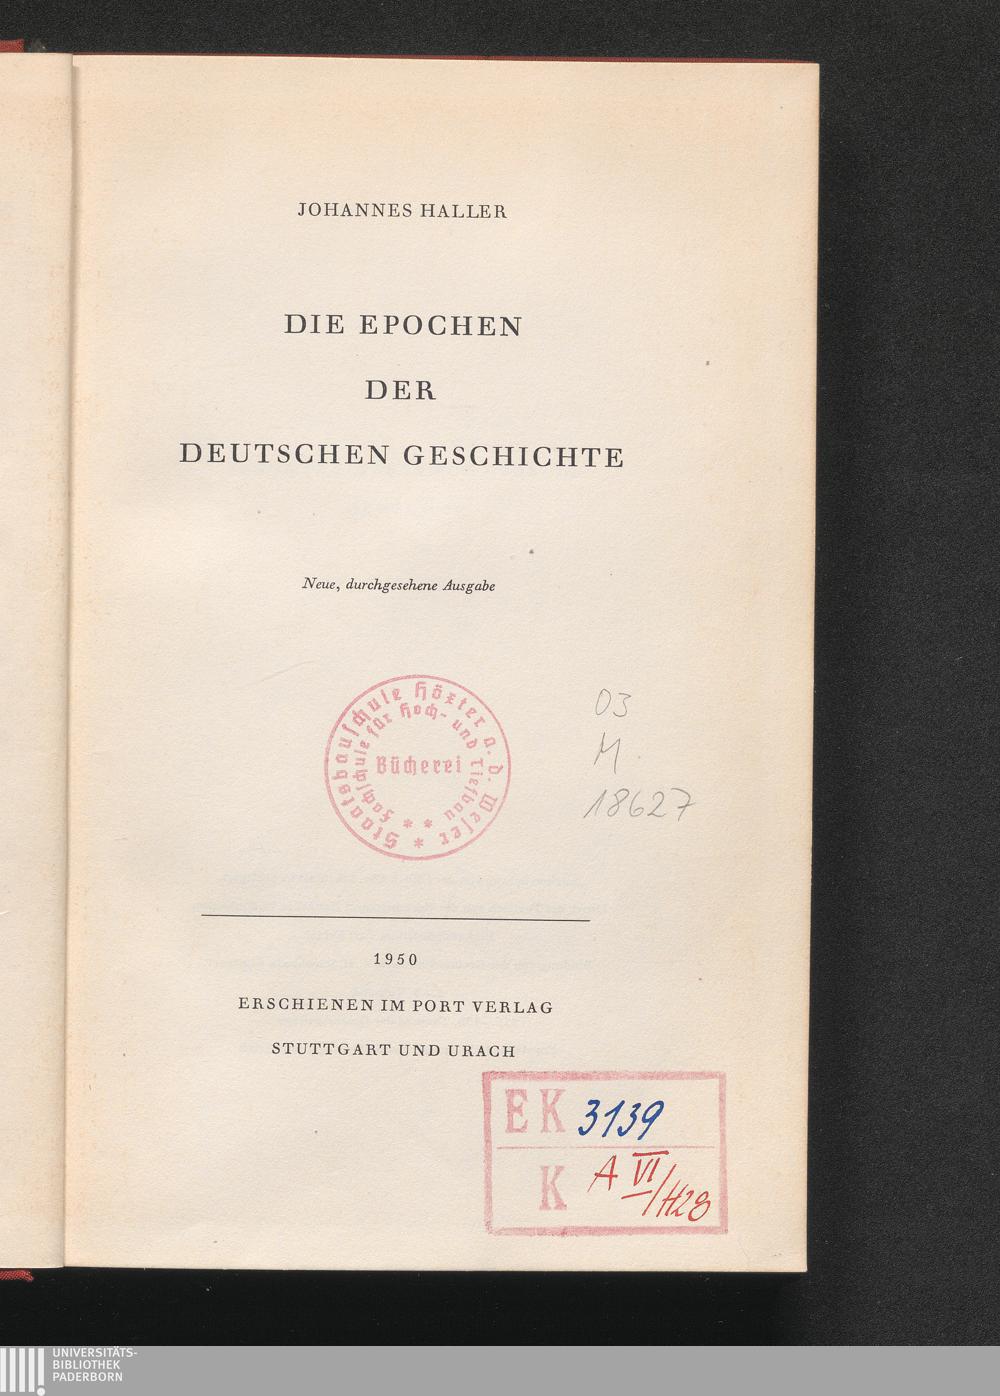 JOHANNES HALLER
DIE EPOCHEN
DER
DEUTSCHEN GESCHICHTE
Neue, durchgesehene Ausgabe
Staatsbauschule Höxter a. d. Weser *
Fachschule für Hoch- und Tiefbau * *
Bücherei
03
M.
18627
1950
ERSCHIENEN IM PORT VERLAG
STUTTGART UND URACH
EK 3139
K A VI/H28
UNIVERSITÄTS-
BIBLIOTHEK
PADERBORN